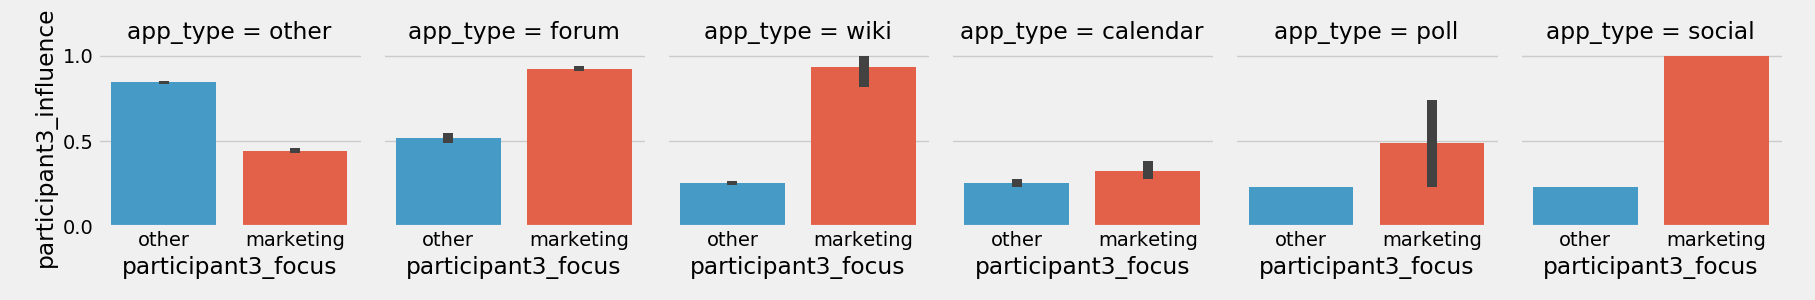 app_type = other
app_type = forum
app_type = wiki
app_type = calendar
app_type = poll
app_type = social
participant3_influence
1.0
0.5
0.0
other marketing
other marketing
other marketing
other marketing
other marketing
other marketing
participant3_focus
participant3_focus
participant3_focus
participant3_focus
participant3_focus
participant3_focus